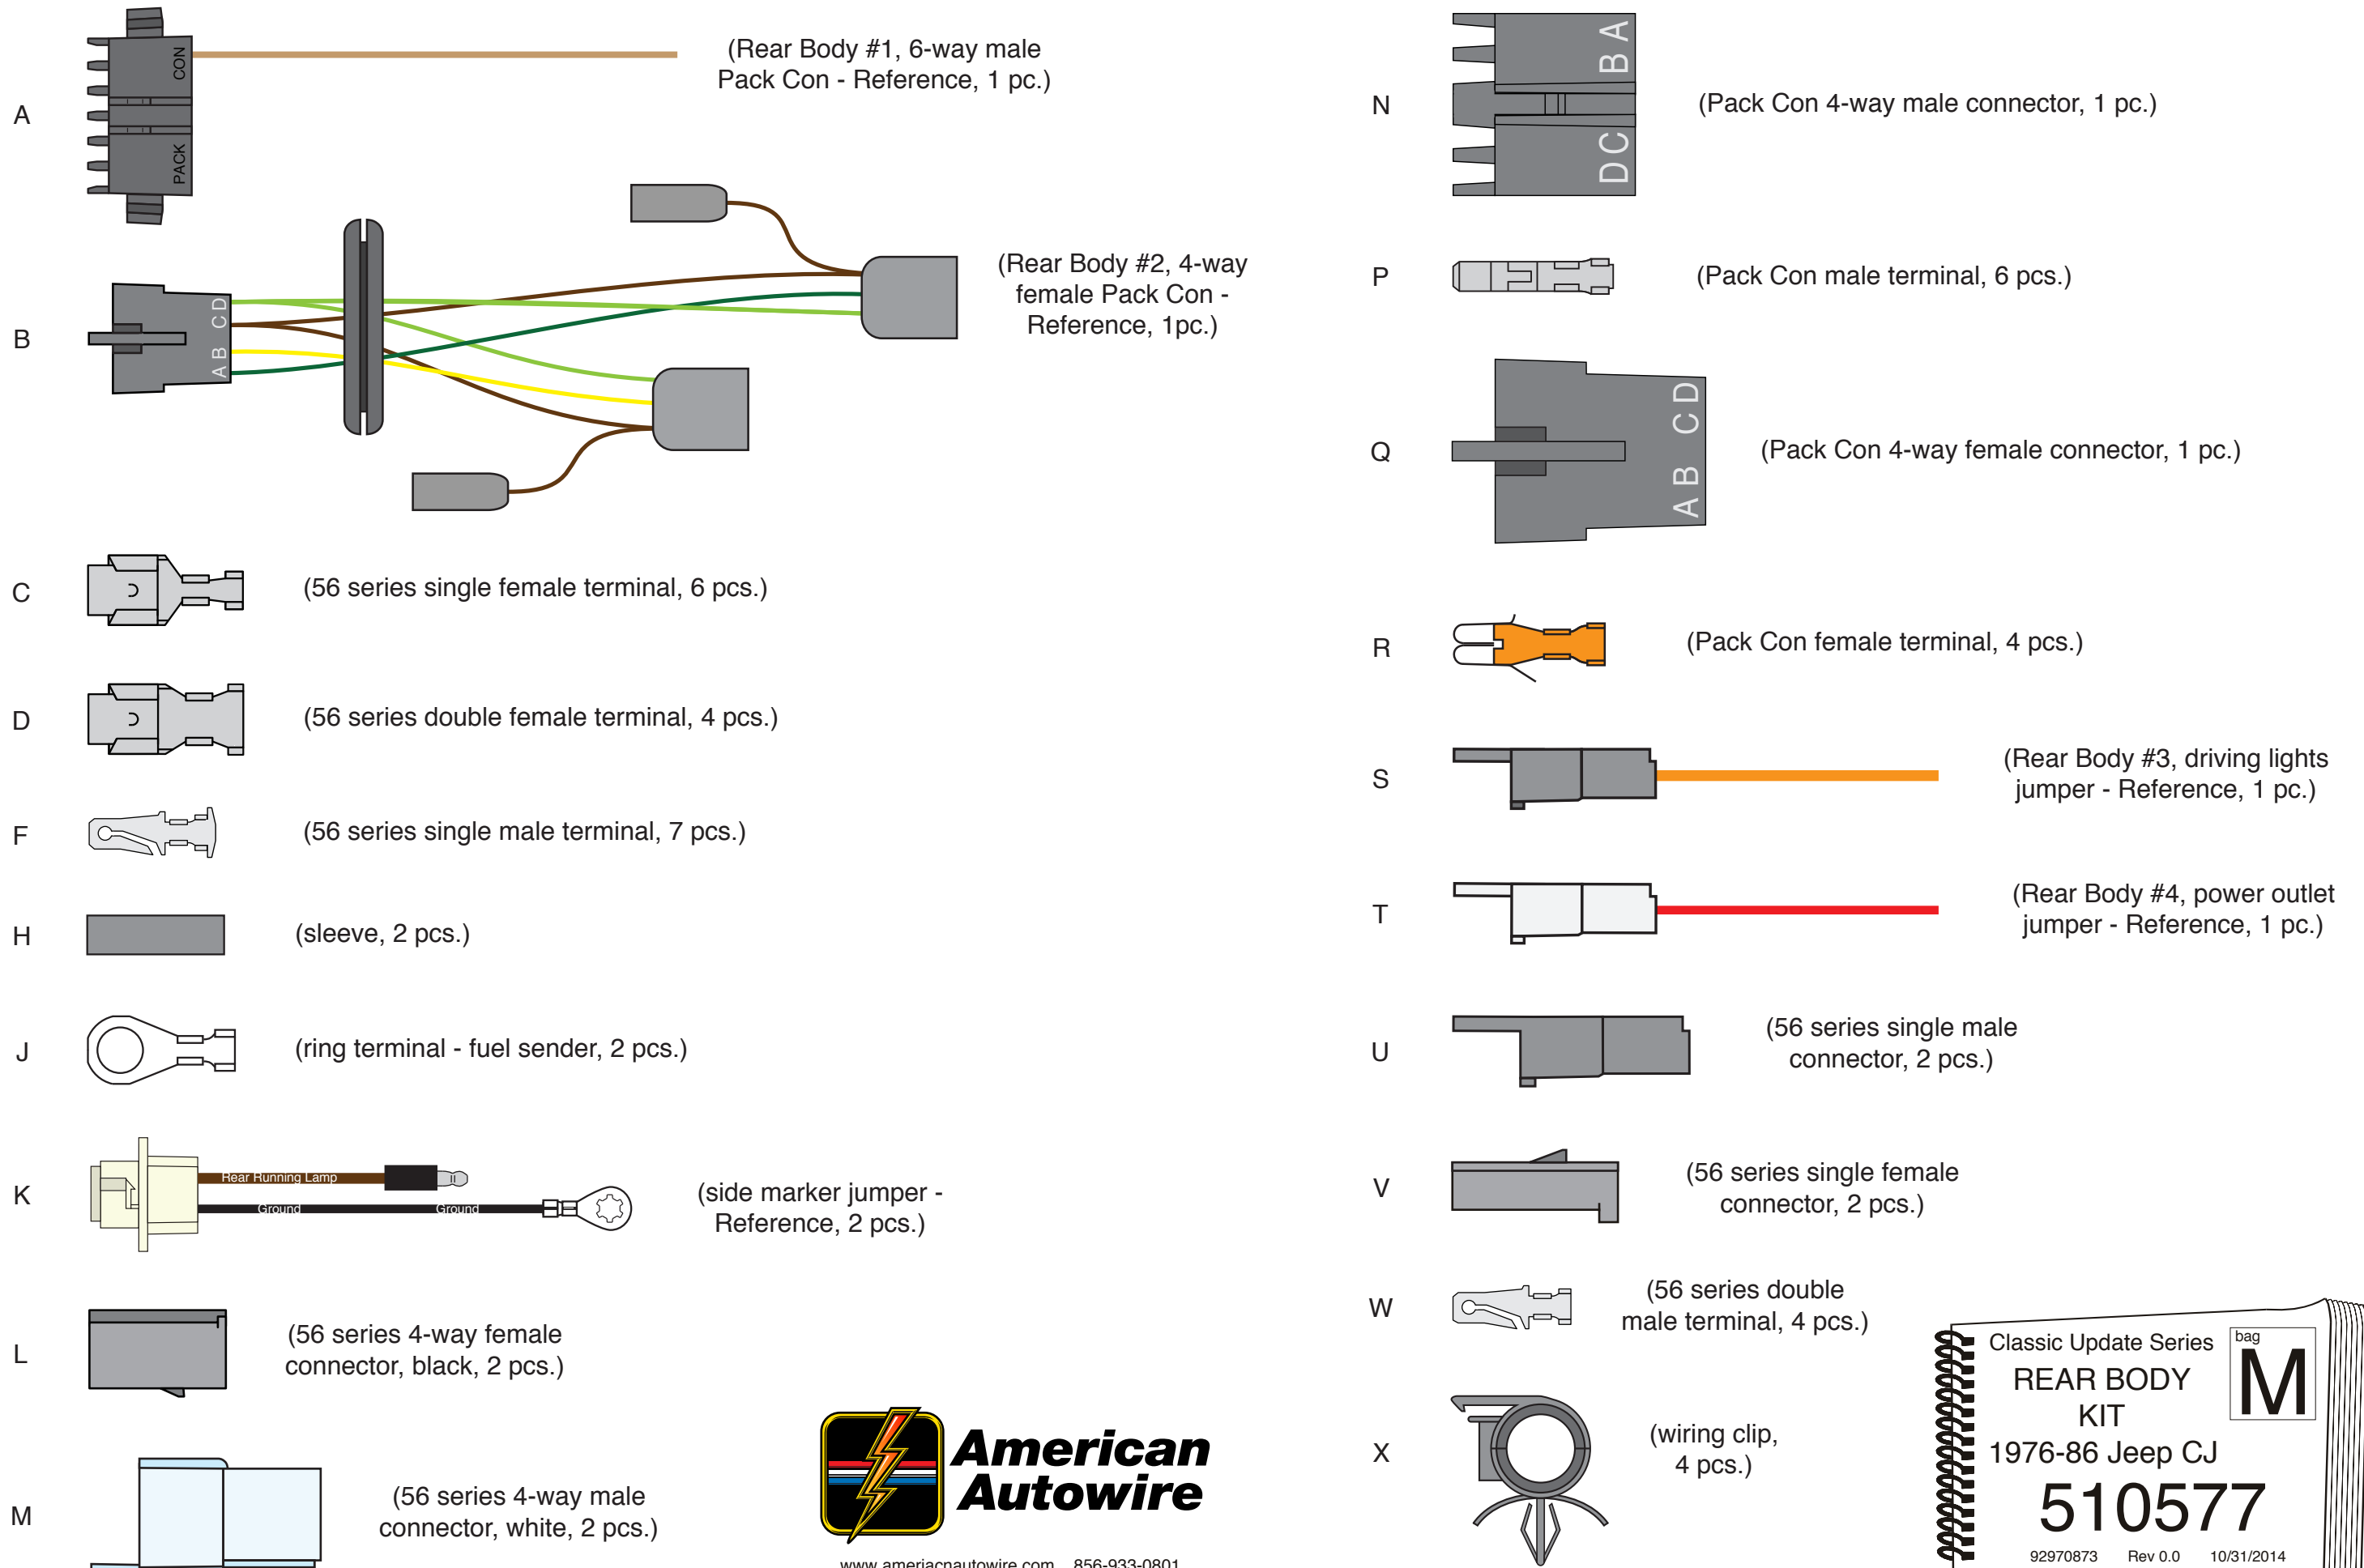 A
CON
PACK
(Rear Body #1, 6-way male
Pack Con - Reference, 1 pc.)
B
A B C D
(Rear Body #2, 4-way
female Pack Con -
Reference, 1pc.)
C
(56 series single female terminal, 6 pcs.)
D
(56 series double female terminal, 4 pcs.)
F
(56 series single male terminal, 7 pcs.)
H
(sleeve, 2 pcs.)
J
(ring terminal - fuel sender, 2 pcs.)
K
Rear Running Lamp
Ground Ground
(side marker jumper -
Reference, 2 pcs.)
L
(56 series 4-way female
connector, black, 2 pcs.)
M
(56 series 4-way male
connector, white, 2 pcs.)
American
Autowire
www.ameriacnautowire.com 856-933-0801
N
D C B A
(Pack Con 4-way male connector, 1 pc.)
P
(Pack Con male terminal, 6 pcs.)
Q
A B C D
(Pack Con 4-way female connector, 1 pc.)
R
(Pack Con female terminal, 4 pcs.)
S
(Rear Body #3, driving lights
jumper - Reference, 1 pc.)
T
(Rear Body #4, power outlet
jumper - Reference, 1 pc.)
U
(56 series single male
connector, 2 pcs.)
V
(56 series single female
connector, 2 pcs.)
W
(56 series double
male terminal, 4 pcs.)
X
(wiring clip,
4 pcs.)
Classic Update Series
REAR BODY
KIT
1976-86 Jeep CJ
510577
92970873 Rev 0.0 10/31/2014
bag
M